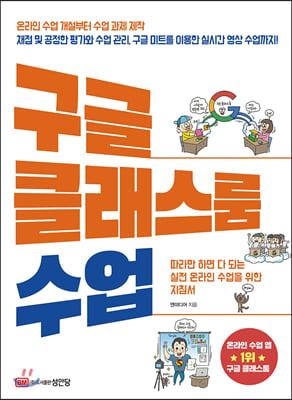 온라인 수업 개설부터 수업 과제 제작
채점 및 공정한 평가와 수업 관리, 구글 미트를 이용한 실시간 영상 수업까지!
구글
클래스룸
수업
따라만 하면 다 되는
실전 온라인 수업을 위한
지침서
앤미디어 지음
온라인 수업 앱
★ 1위 ★
구글 클래스룸
BM 성안당